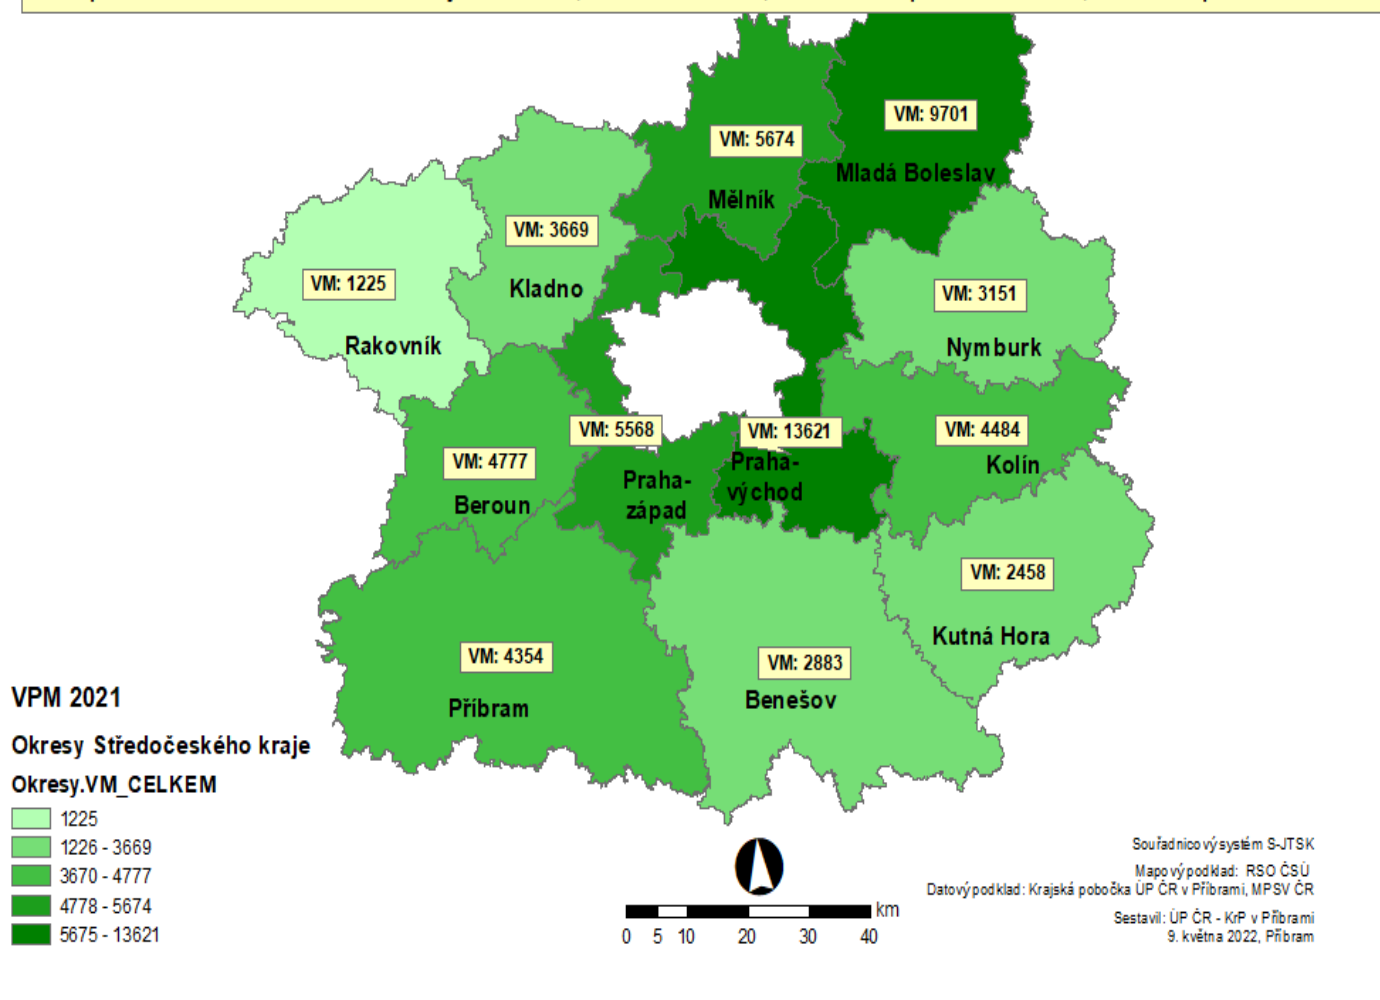 VM: 9701
VM: 5674
Mladá Boleslav
Mělník
VM: 3669
VM: 1225
Kladno
VM: 3151
Rakovník
Nymburk
VM: 5568
VM: 13621
VM: 4484
VM: 4777
Kolín
Praha-
východ
Praha-
západ
Beroun
VM: 2458
Kutná Hora
VM: 4354
VM: 2883
Benešov
Příbram
VPM 2021
Okresy Středočeského kraje
Okresy.VM_CELKEM
1225
1226 - 3669
3670 - 4777
4778 - 5674
5675 - 13621
km
0 5 10 20 30 40
Souřadnicový systém S-JTSK
Mapový podklad: RSO ČSÚ
Datový podklad: Krajská pobočka ÚP ČR v Příbrami, MPSV ČR
Sestavil: ÚP ČR - KrP v Příbrami
9. května 2022, Příbram